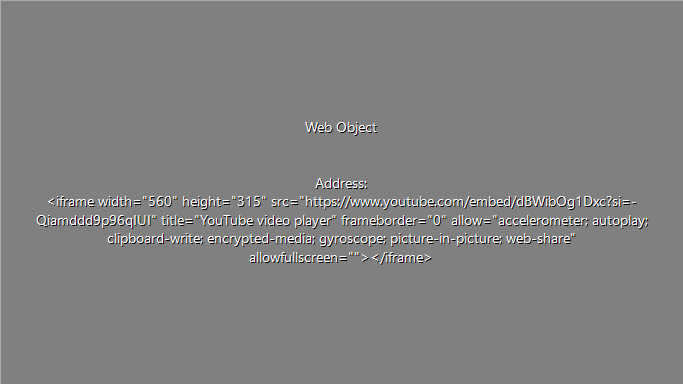 Web Object
Address:
<iframe width="560" height="315" src="https://www.youtube.com/embed/dBWibOg1Dxc?si=-
Qiamddd9p96qIUI" title="YouTube video player" frameborder="0" allow="accelerometer; autoplay;
clipboard-write; encrypted-media; gyroscope; picture-in-picture; web-share"
allowfullscreen=""></iframe>